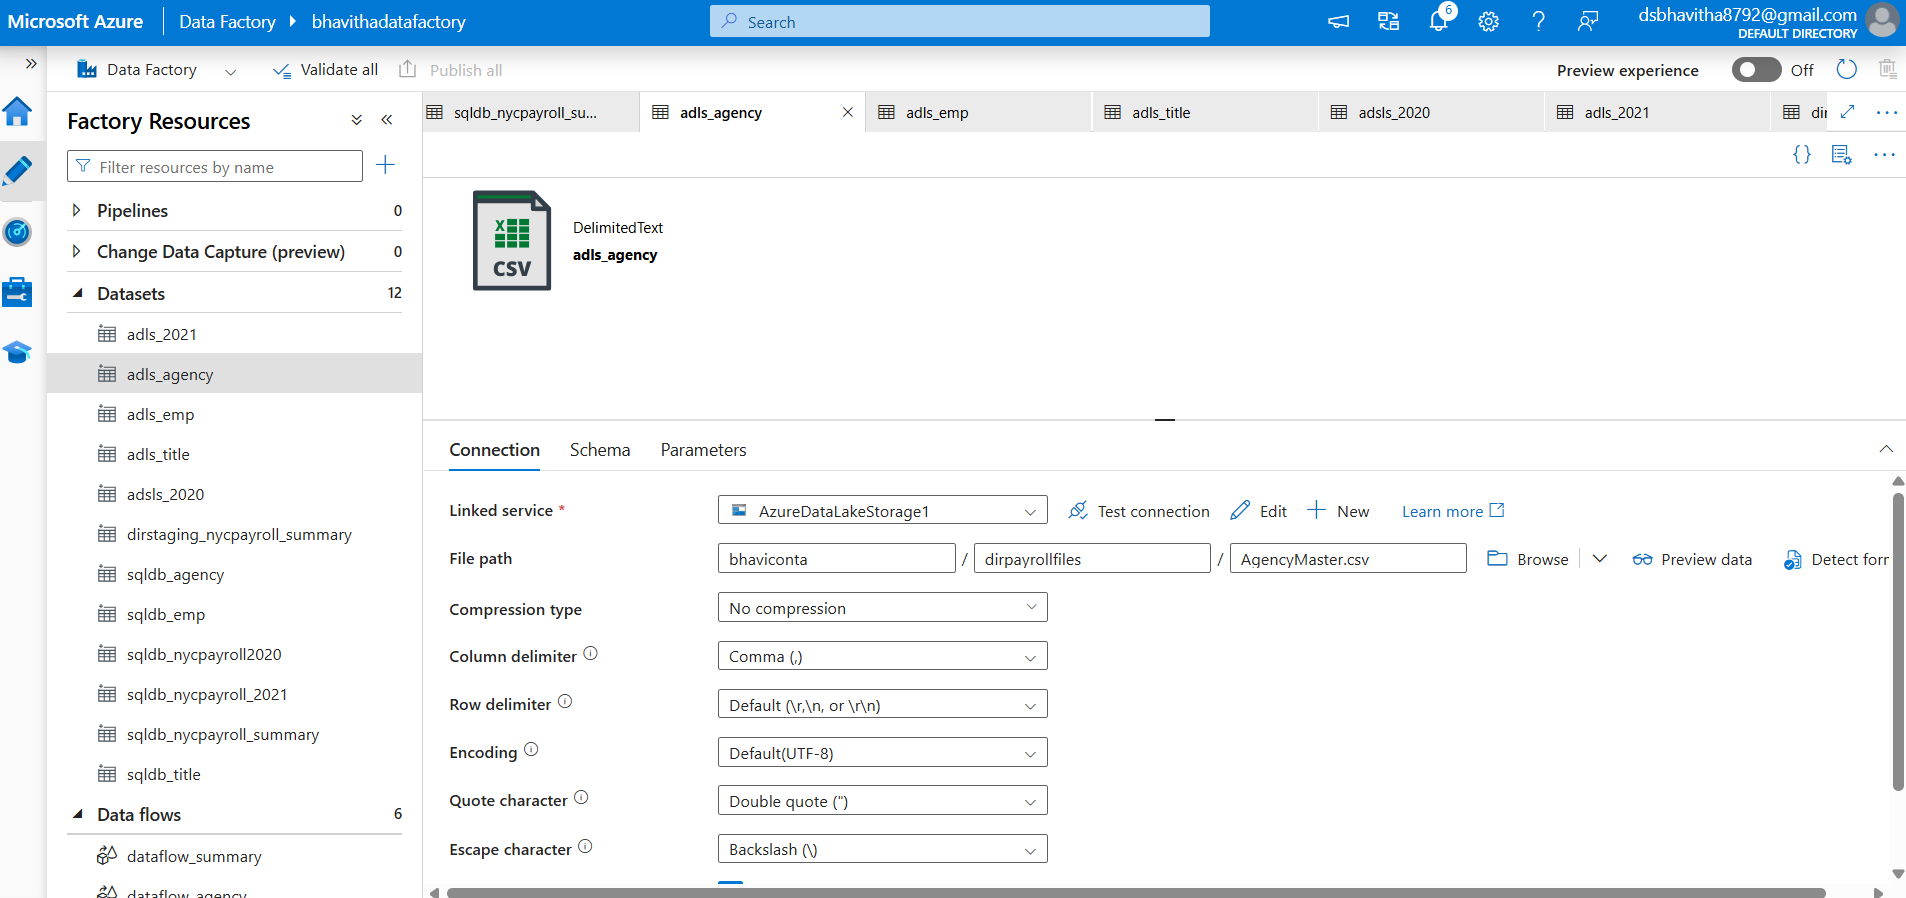 Microsoft Azure
Data Factory
bhavithadatafactory
Search
6
dsbhavitha8792@gmail.com
DEFAULT DIRECTORY
Data Factory
Validate all
Publish all
Preview experience
Off
Factory Resources
Filter resources by name
Pipelines 0
Change Data Capture (preview) 0
Datasets 12
adls_2021
adls_agency
adls_emp
adls_title
adsls_2020
dirstaging_nycpayroll_summary
sqldb_agency
sqldb_emp
sqldb_nycpayroll2020
sqldb_nycpayroll_2021
sqldb_nycpayroll_summary
sqldb_title
Data flows 6
dataflow_summary
dataflow_agency
sqldb_nycpayroll_su...
adls_agency
adls_emp
adls_title
adsls_2020
adls_2021
CSV
DelimitedText
adls_agency
Connection
Schema
Parameters
Linked service *
AzureDataLakeStorage1
Test connection
Edit
New
Learn more
File path
bhaviconta / dirpayrollfiles / AgencyMaster.csv
Browse
Preview data
Detect
Compression type
No compression
Column delimiter
Comma (,)
Row delimiter
Default (\r,\n, or \r\n)
Encoding
Default(UTF-8)
Quote character
Double quote (")
Escape character
Backslash (\)